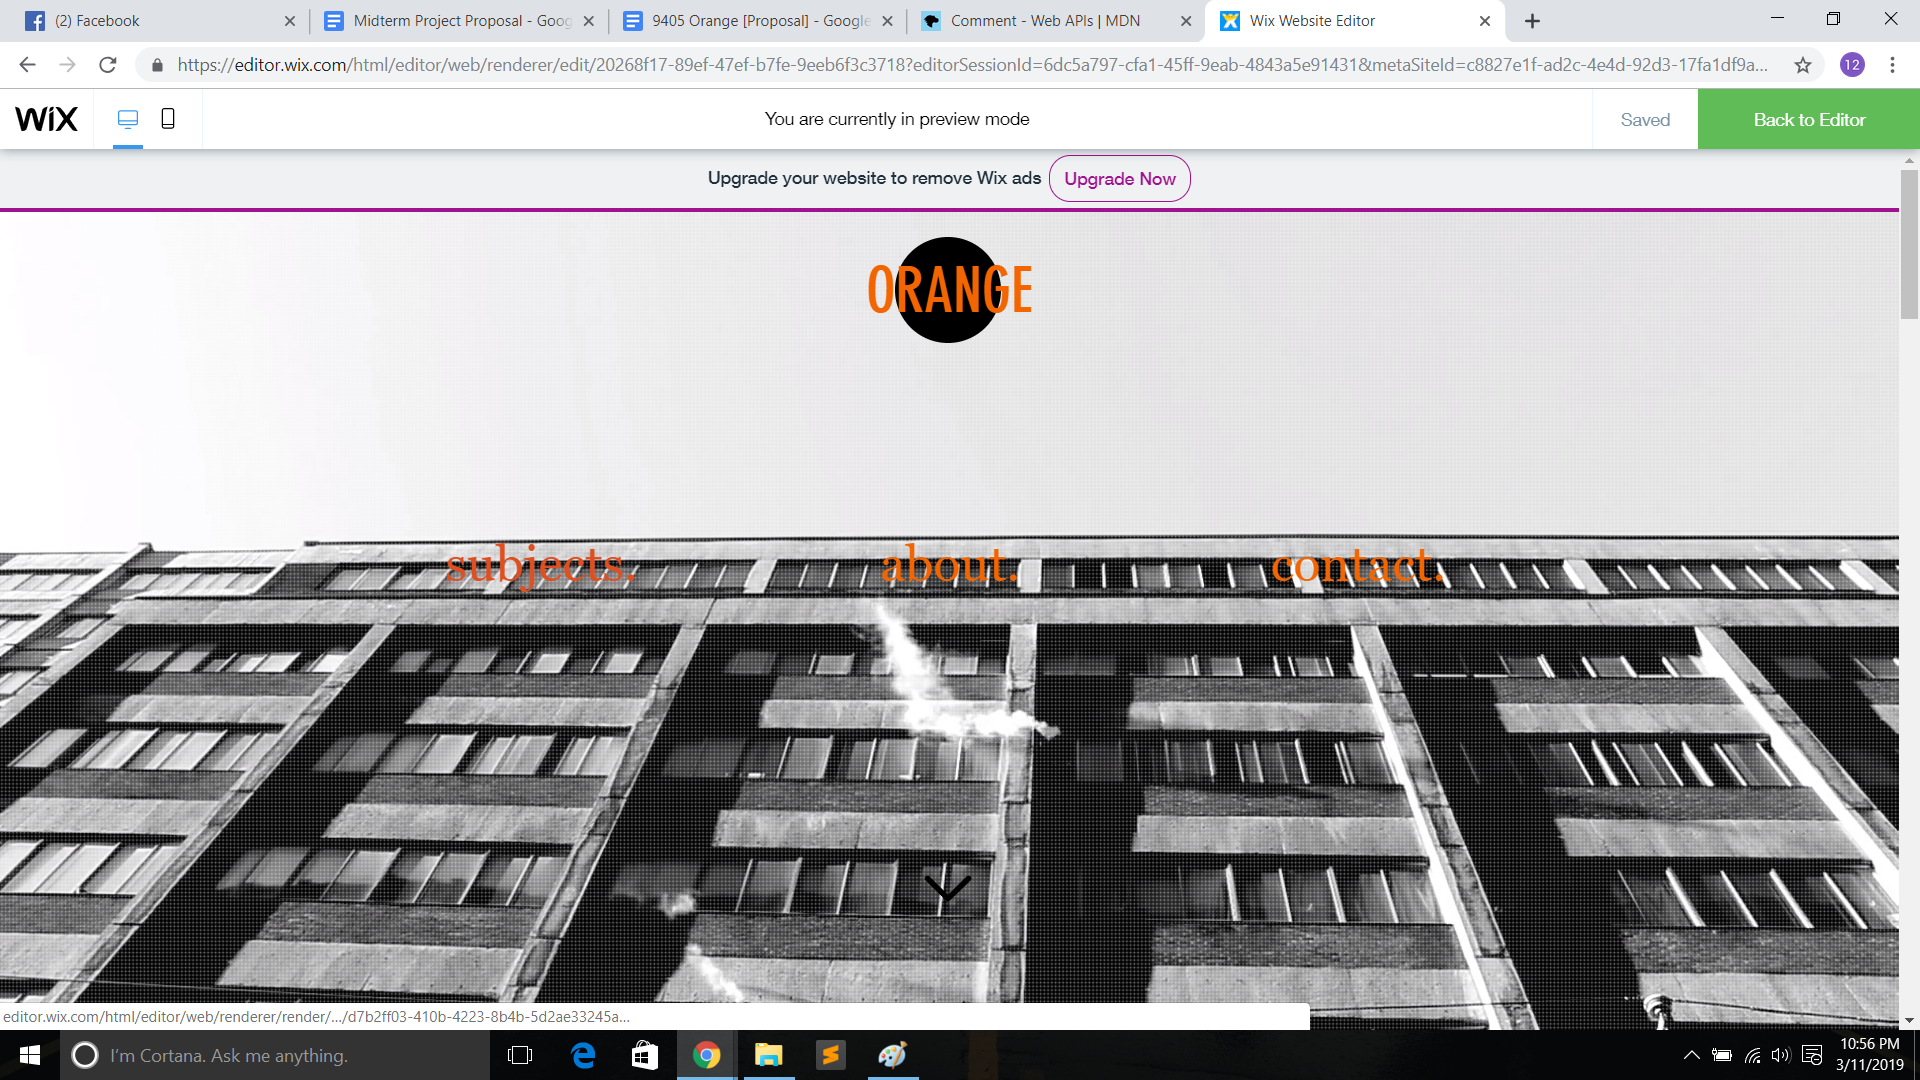 (2) Facebook
Midterm Project Proposal - Goog
9405 Orange [Proposal] - Google
Comment - Web APIs | MDN
Wix Website Editor
https://editor.wix.com/html/editor/web/renderer/edit/20268f17-89ef-47ef-b7fe-9eeb6f3c3718?editorSessionId=6dc5a797-cfa1-45ff-9eab-4843a5e91431&metaSiteId=c8827e1f-ad2c-4e4d-92d3-17fa1df9a...
12
WiX
You are currently in preview mode
Saved
Back to Editor
Upgrade your website to remove Wix ads
Upgrade Now
ORANGE
subjects.
about.
contact.
editor.wix.com/html/editor/web/renderer/render/.../d7b2ff03-410b-4223-8b4b-5d2ae33245a...
I'm Cortana. Ask me anything.
10:56 PM
3/11/2019